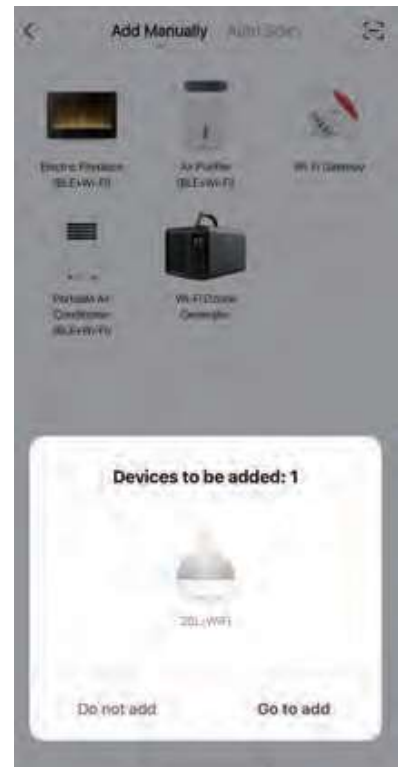 Add Manually Auto Scan
Electric Fireplace
(BLE+Wi-Fi)
Air Purifier
(BLE+Wi-Fi)
Wi-Fi Gateway
Portable Air
Conditioner
(BLE+Wi-Fi)
Wi-Fi Ozone
Generator
Devices to be added: 1
Do not add Go to add